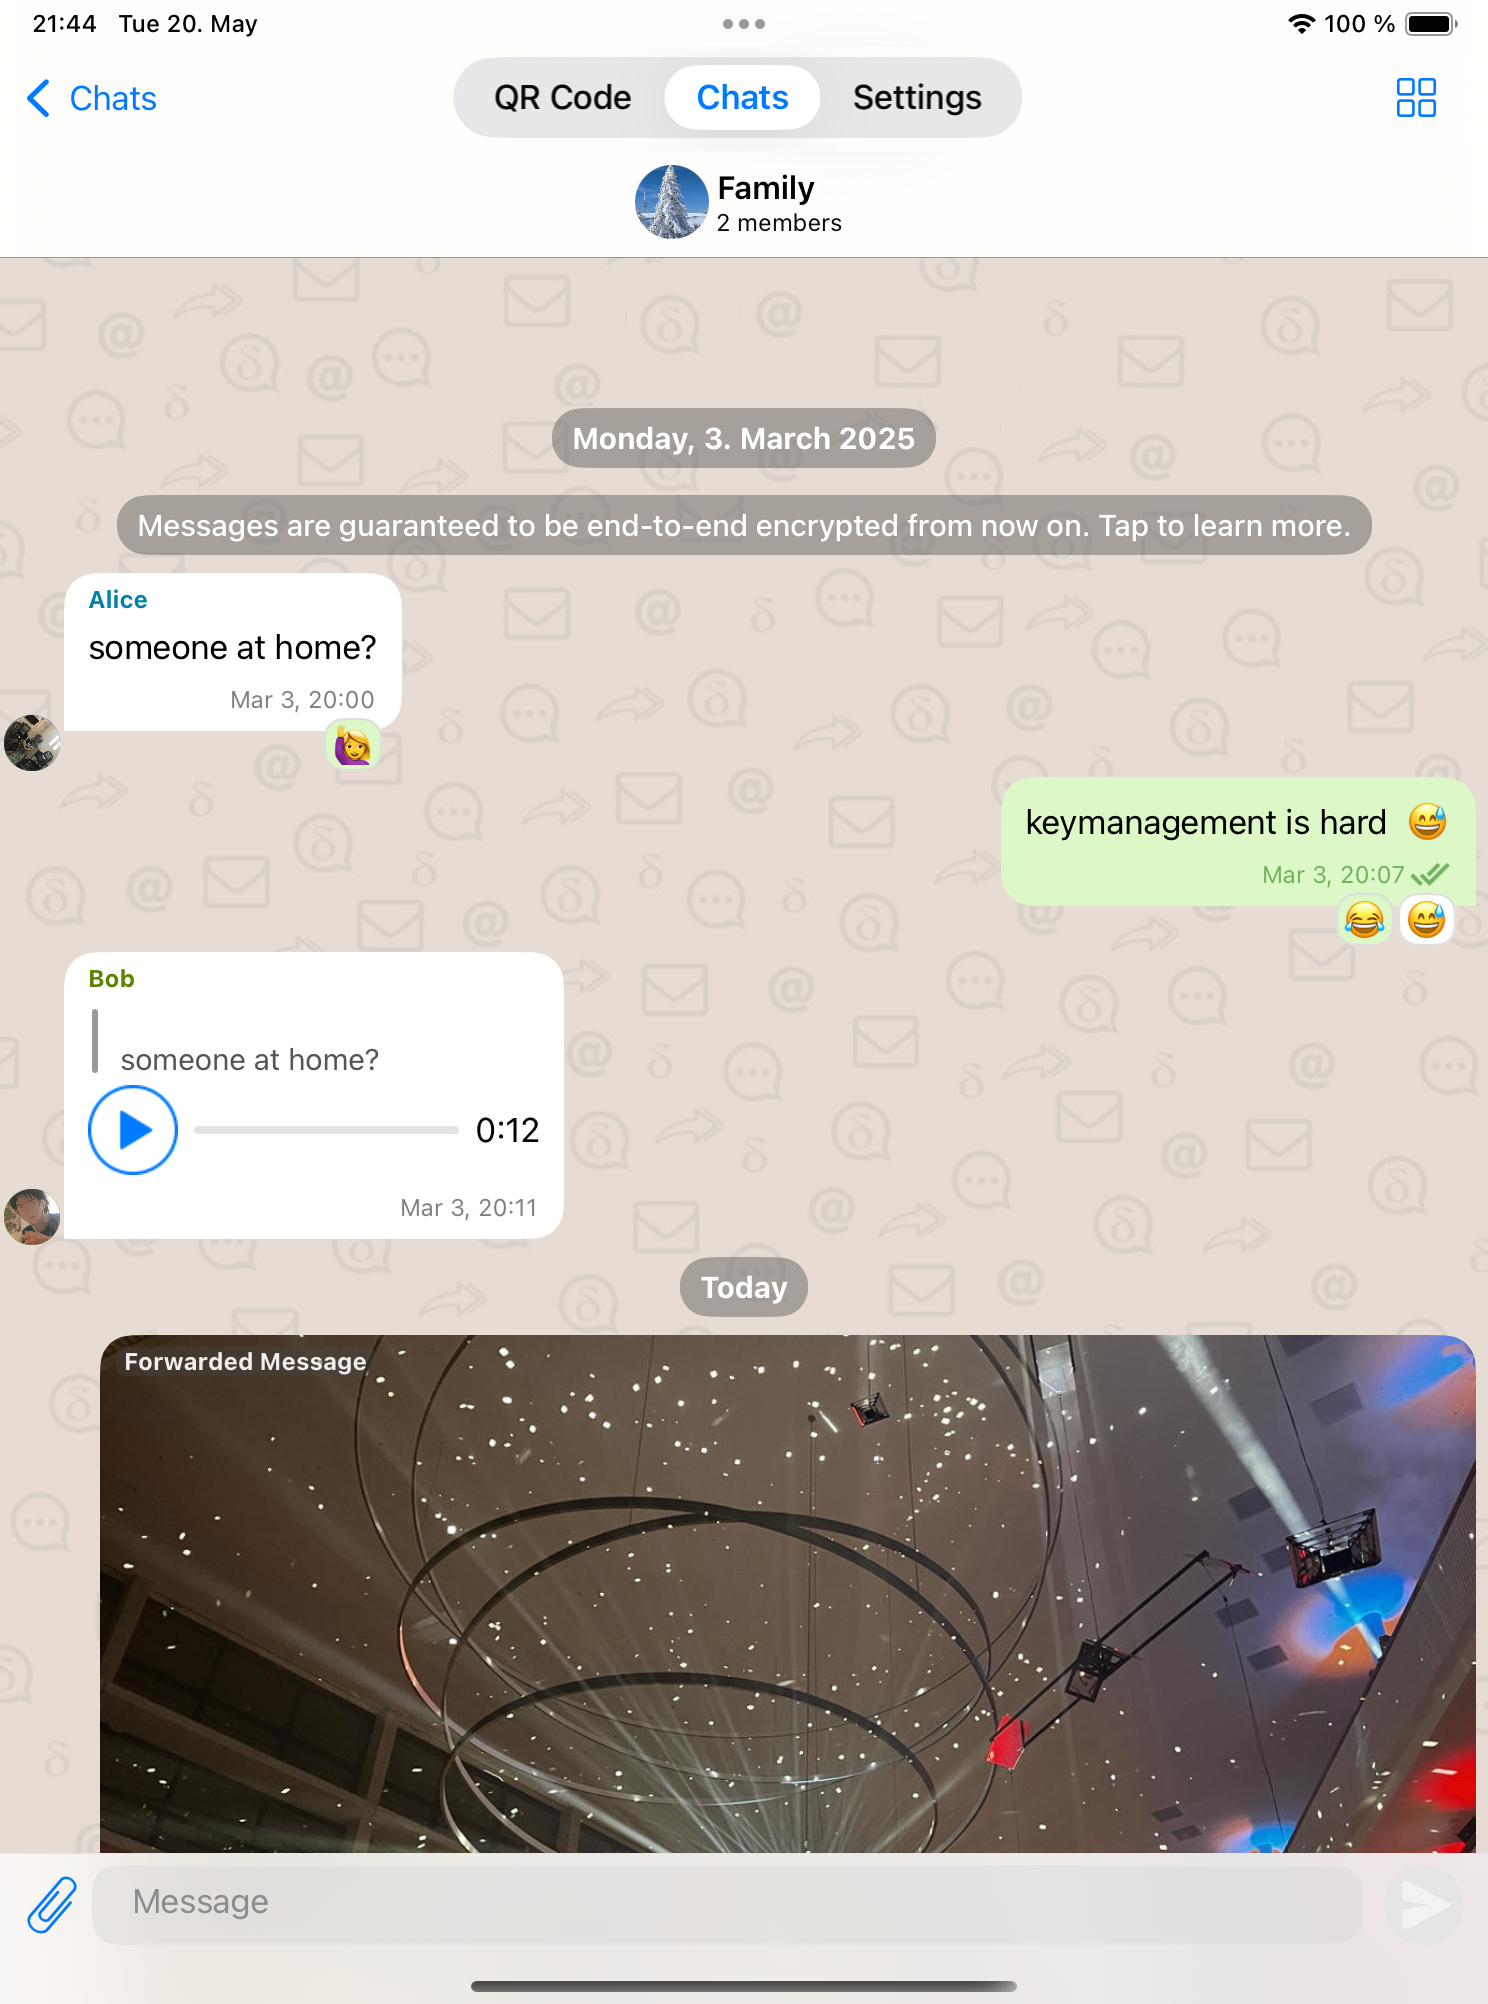 21:44 Tue 20. May
100 %
Chats
QR Code Chats Settings
Family
2 members
Monday, 3. March 2025
Messages are guaranteed to be end-to-end encrypted from now on. Tap to learn more.
Alice
someone at home?
Mar 3, 20:00
🙋‍♀️
keymanagement is hard 😅
Mar 3, 20:07
😂 😅
Bob
someone at home?
0:12
Mar 3, 20:11
Today
Forwarded Message
Message